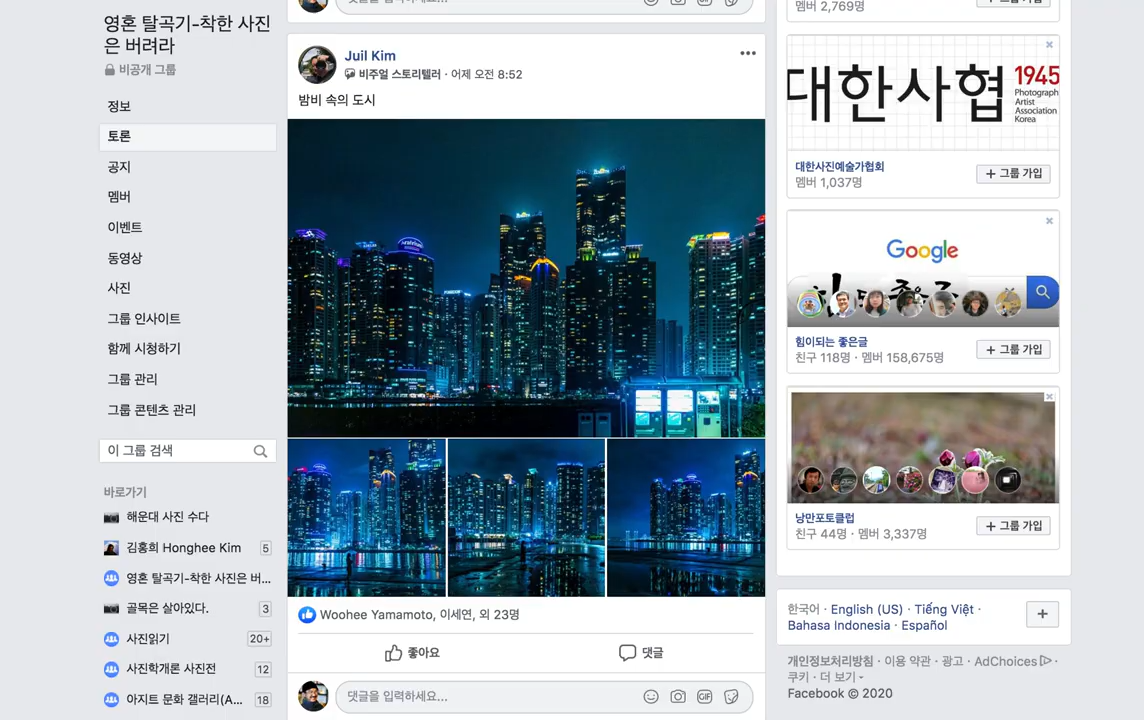 영혼 탈곡기-착한 사진
은 버려라
비공개 그룹
정보
토론
공지
멤버
이벤트
동영상
사진
그룹 인사이트
함께 시청하기
그룹 관리
그룹 콘텐츠 관리
이 그룹 검색
바로가기
해운대 사진 수다
김홍희 Honghee Kim 5
영혼 탈곡기-착한 사진은 버...
골목은 살아있다. 3
사진읽기 20+
사진학개론 사진전 12
아지트 문화 갤러리(A... 18
댓글을 입력하세요...
GIF
Juil Kim
비주얼 스토리텔러 · 어제 오전 8:52
밤비 속의 도시
Woohee Yamamoto, 이세연, 외 23명
좋아요
댓글
댓글을 입력하세요...
GIF
멤버 2,769명
+ 그룹 가입
대한사협
1945
Photograph
Artist
Association
Korea
대한사진예술가협회
멤버 1,037명
+ 그룹 가입
Google
힘이되는 좋은글
친구 118명 · 멤버 158,675명
+ 그룹 가입
낭만포토클럽
친구 44명 · 멤버 3,337명
+ 그룹 가입
한국어 · English (US) · Tiếng Việt ·
Bahasa Indonesia · Español
개인정보처리방침 · 이용 약관 · 광고 · AdChoices ·
쿠키 · 더 보기
Facebook © 2020